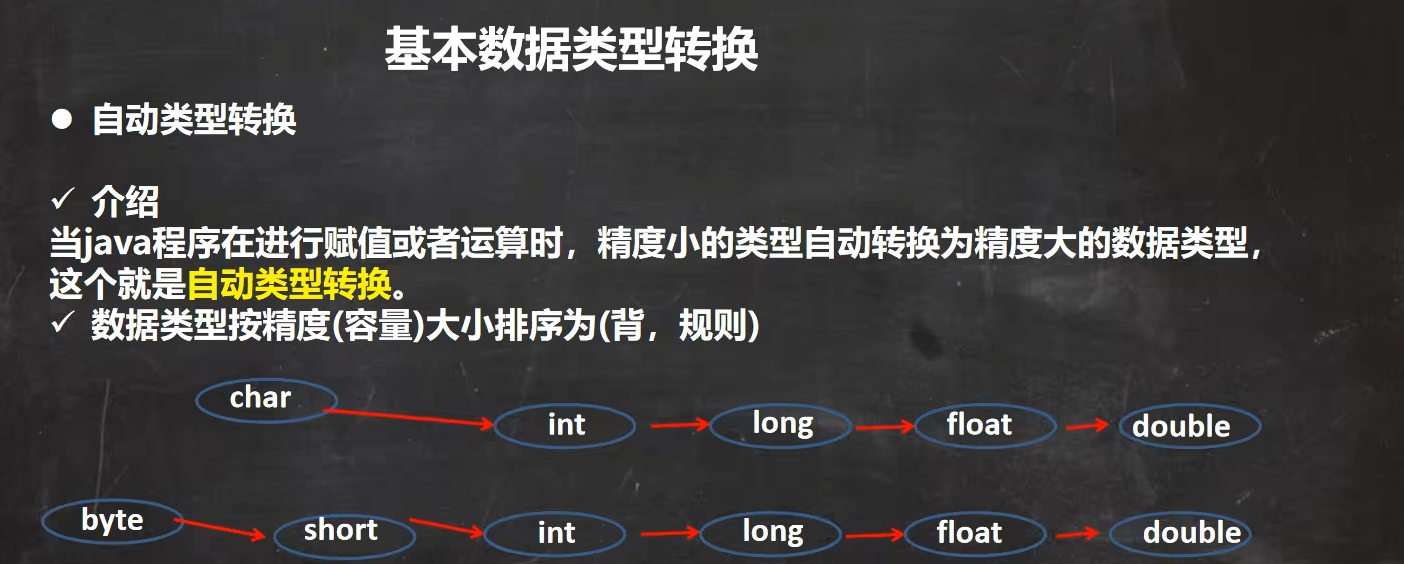 基本数据类型转换
● 自动类型转换
✓ 介绍
当java程序在进行赋值或者运算时，精度小的类型自动转换为精度大的数据类型，
这个就是自动类型转换。
✓ 数据类型按精度(容量)大小排序为(背，规则)
char int long float double
byte short int long float double